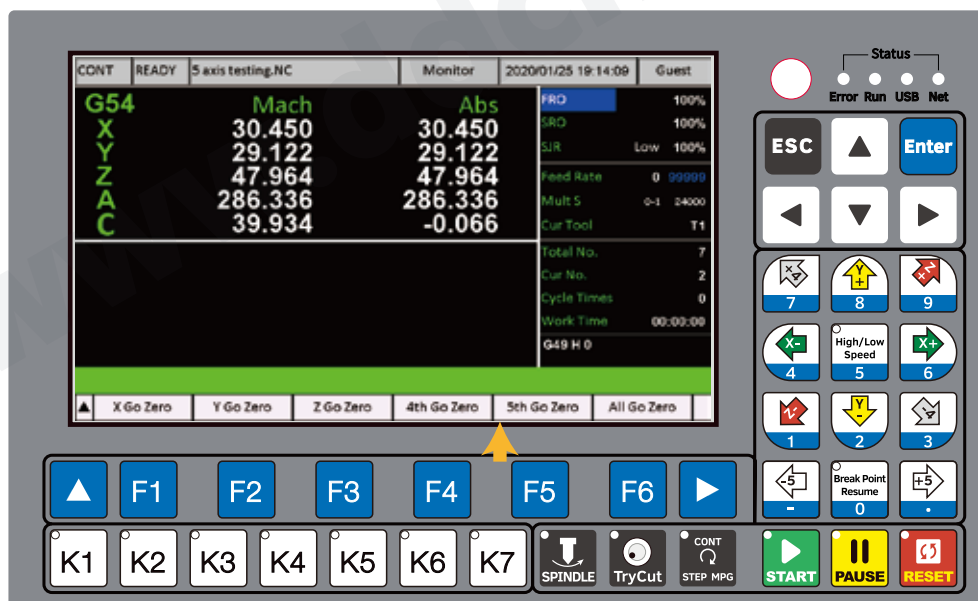 CONT READY 5 axis testing.NC Monitor 2020/01/25 19:14:09 Guest
G54 Mach Abs
X 30.450 30.450
Y 29.122 29.122
Z 47.964 47.964
A 286.336 286.336
C 39.934 -0.066
FRO 100%
SRO 100%
SJR Low 100%
Feed Rate 0 99999
Mult S 0-1 24000
Cur Tool T1
Total No. 7
Cur No. 2
Cycle Times 0
Work Time 00:00:00
G49 H 0
X Go Zero Y Go Zero Z Go Zero 4th Go Zero 5th Go Zero All Go Zero
Status
Error Run USB Net
ESC Enter
7 Y+ 8 Z+ 9
X- 4 High/Low Speed 5 X+ 6
Z- 1 Y- 2 3
-5 - Break Point Resume 0 +5 .
F1 F2 F3 F4 F5 F6
K1 K2 K3 K4 K5 K6 K7
SPINDLE TryCut CONT STEP MPG START PAUSE RESET